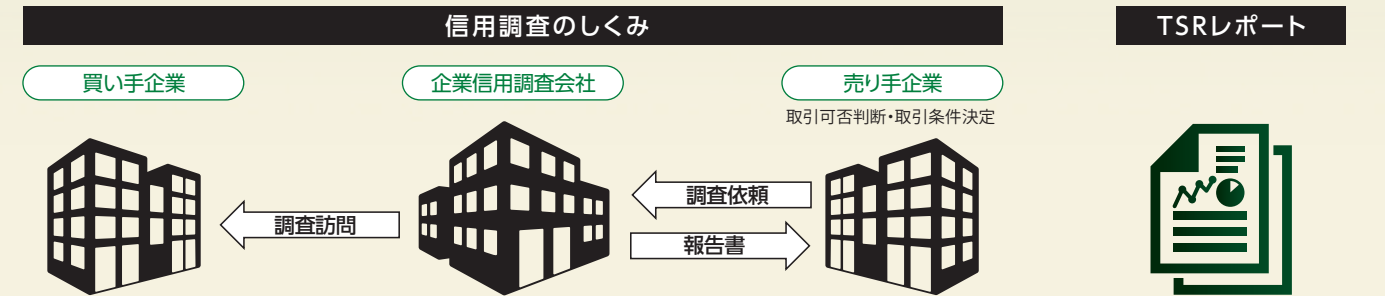 信用調査のしくみ
TSRレポート
買い手企業
企業信用調査会社
売り手企業
取引可否判断・取引条件決定
調査依頼
調査訪問
報告書